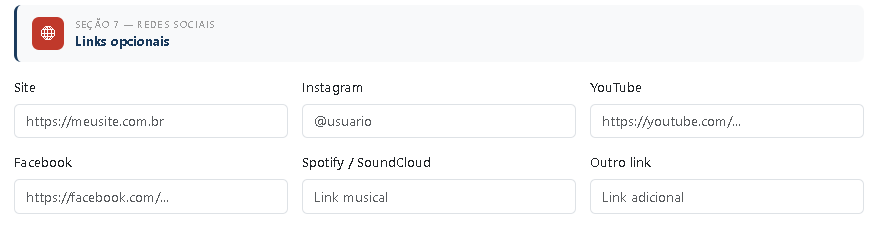 SEÇÃO 7 — REDES SOCIAIS
Links opcionais
Site
Instagram
YouTube
https://meusite.com.br
@usuario
https://youtube.com/...
Facebook
Spotify / SoundCloud
Outro link
https://facebook.com/...
Link musical
Link adicional